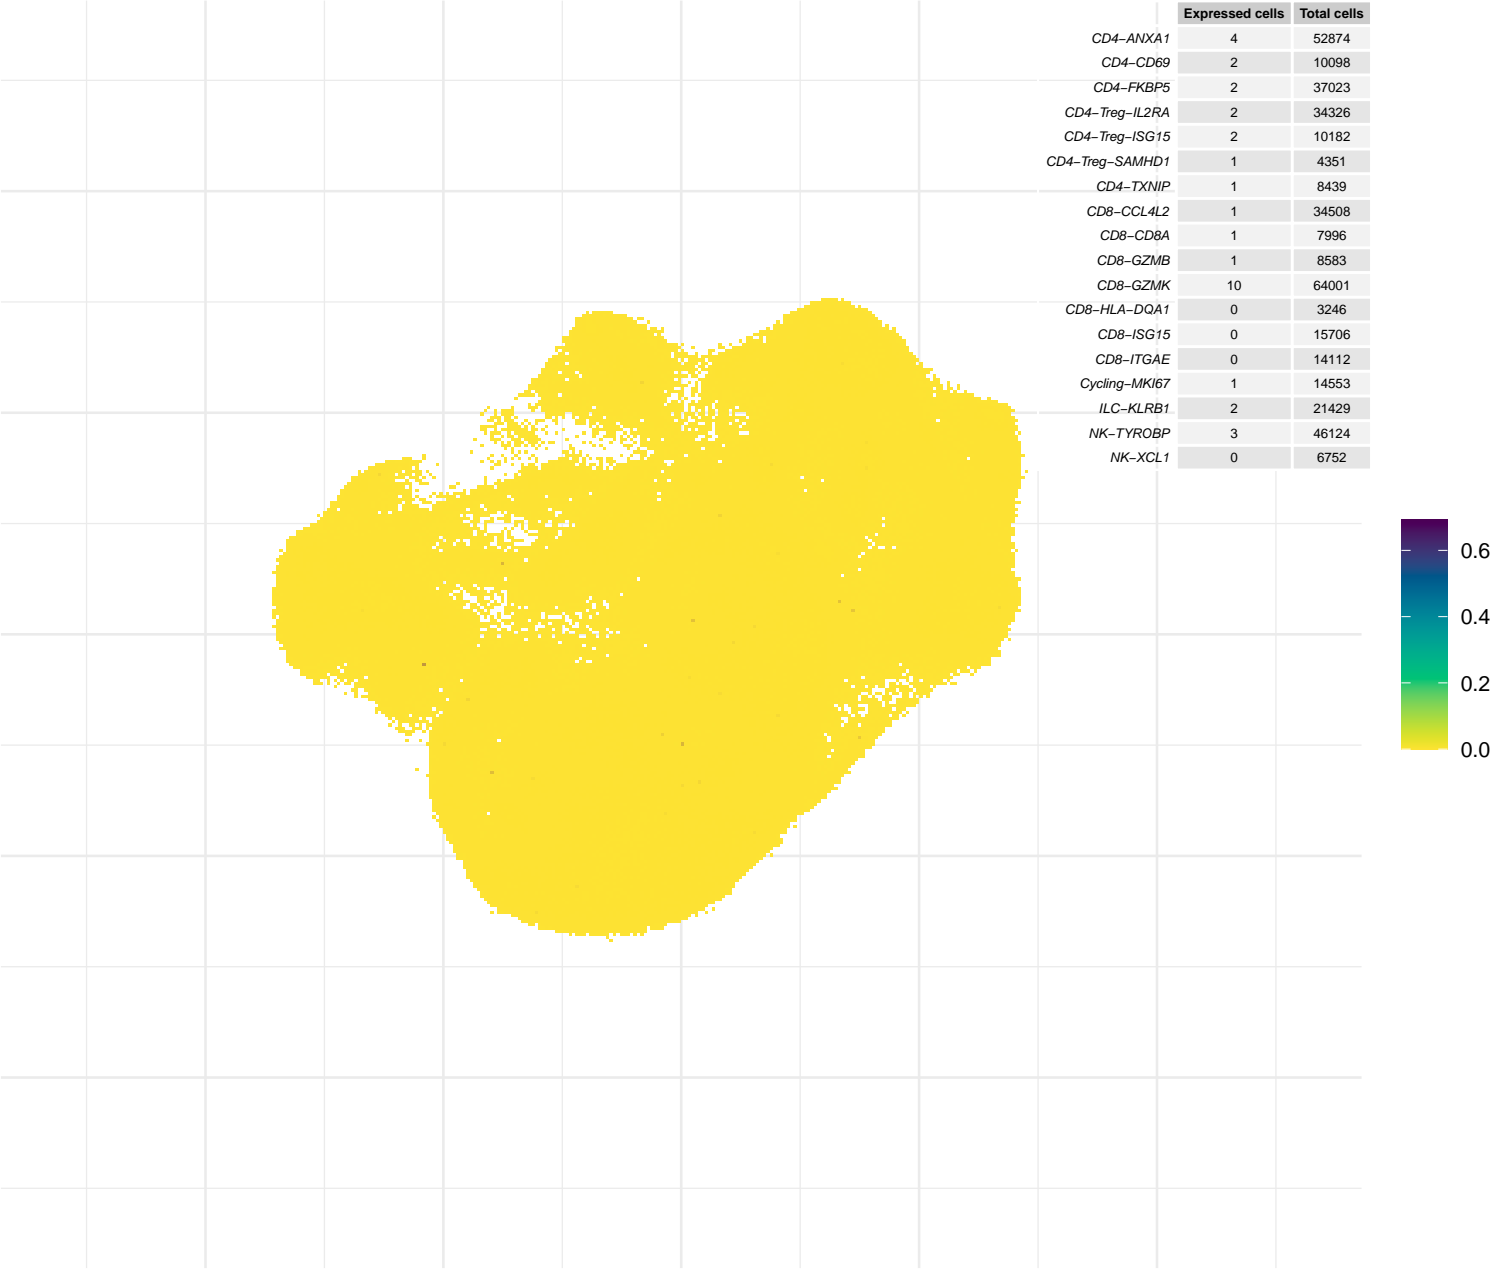 Expressed cells Total cells
CD4−ANXA1 4 52874
CD4−CD69 2 10098
CD4−FKBP5 2 37023
CD4−Treg−IL2RA 2 34326
CD4−Treg−ISG15 2 10182
CD4−Treg−SAMHD1 1 4351
CD4−TXNIP 1 8439
CD8−CCL4L2 1 34508
CD8−CD8A 1 7996
CD8−GZMB 1 8583
CD8−GZMK 10 64001
CD8−HLA−DQA1 0 3246
CD8−ISG15 0 15706
CD8−ITGAE 0 14112
Cycling−MKI67 1 14553
ILC−KLRB1 2 21429
NK−TYROBP 3 46124
NK−XCL1 0 6752
0.6
0.4
0.2
0.0